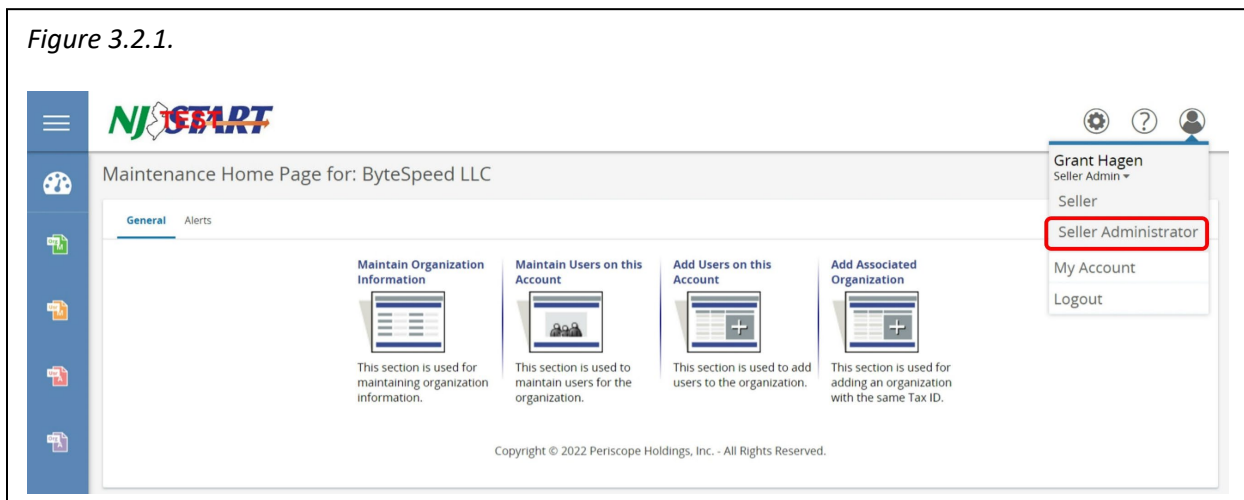 Figure 3.2.1.
NJSTART
TEST
Grant Hagen
Seller Admin
Seller
Seller Administrator
My Account
Logout
Maintenance Home Page for: ByteSpeed LLC
General Alerts
Maintain Organization Information
This section is used for
maintaining organization
information.
Maintain Users on this
Account
This section is used to
maintain users for the
organization.
Add Users on this
Account
This section is used to add
users to the organization.
Add Associated
Organization
This section is used for
adding an organization
with the same Tax ID.
Copyright © 2022 Periscope Holdings, Inc. - All Rights Reserved.